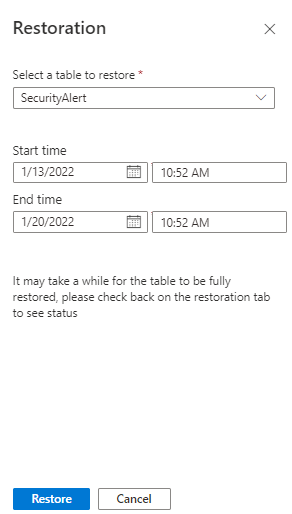 Restoration
Select a table to restore *
SecurityAlert
Start time
1/13/2022 10:52 AM
End time
1/20/2022 10:52 AM
It may take a while for the table to be fully
restored, please check back on the restoration tab
to see status
Restore Cancel